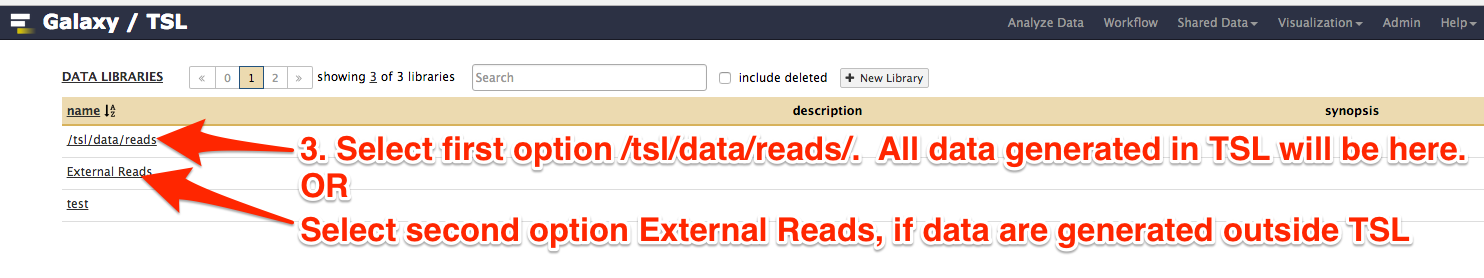 Galaxy / TSL Analyze Data Workflow Shared Data Visualization Admin Help
DATA LIBRARIES « 0 1 2 » showing 3 of 3 libraries Search include deleted + New Library
name description synopsis
/tsl/data/reads
3. Select first option /tsl/data/reads/. All data generated in TSL will be here.
External Reads
OR
test
Select second option External Reads, if data are generated outside TSL